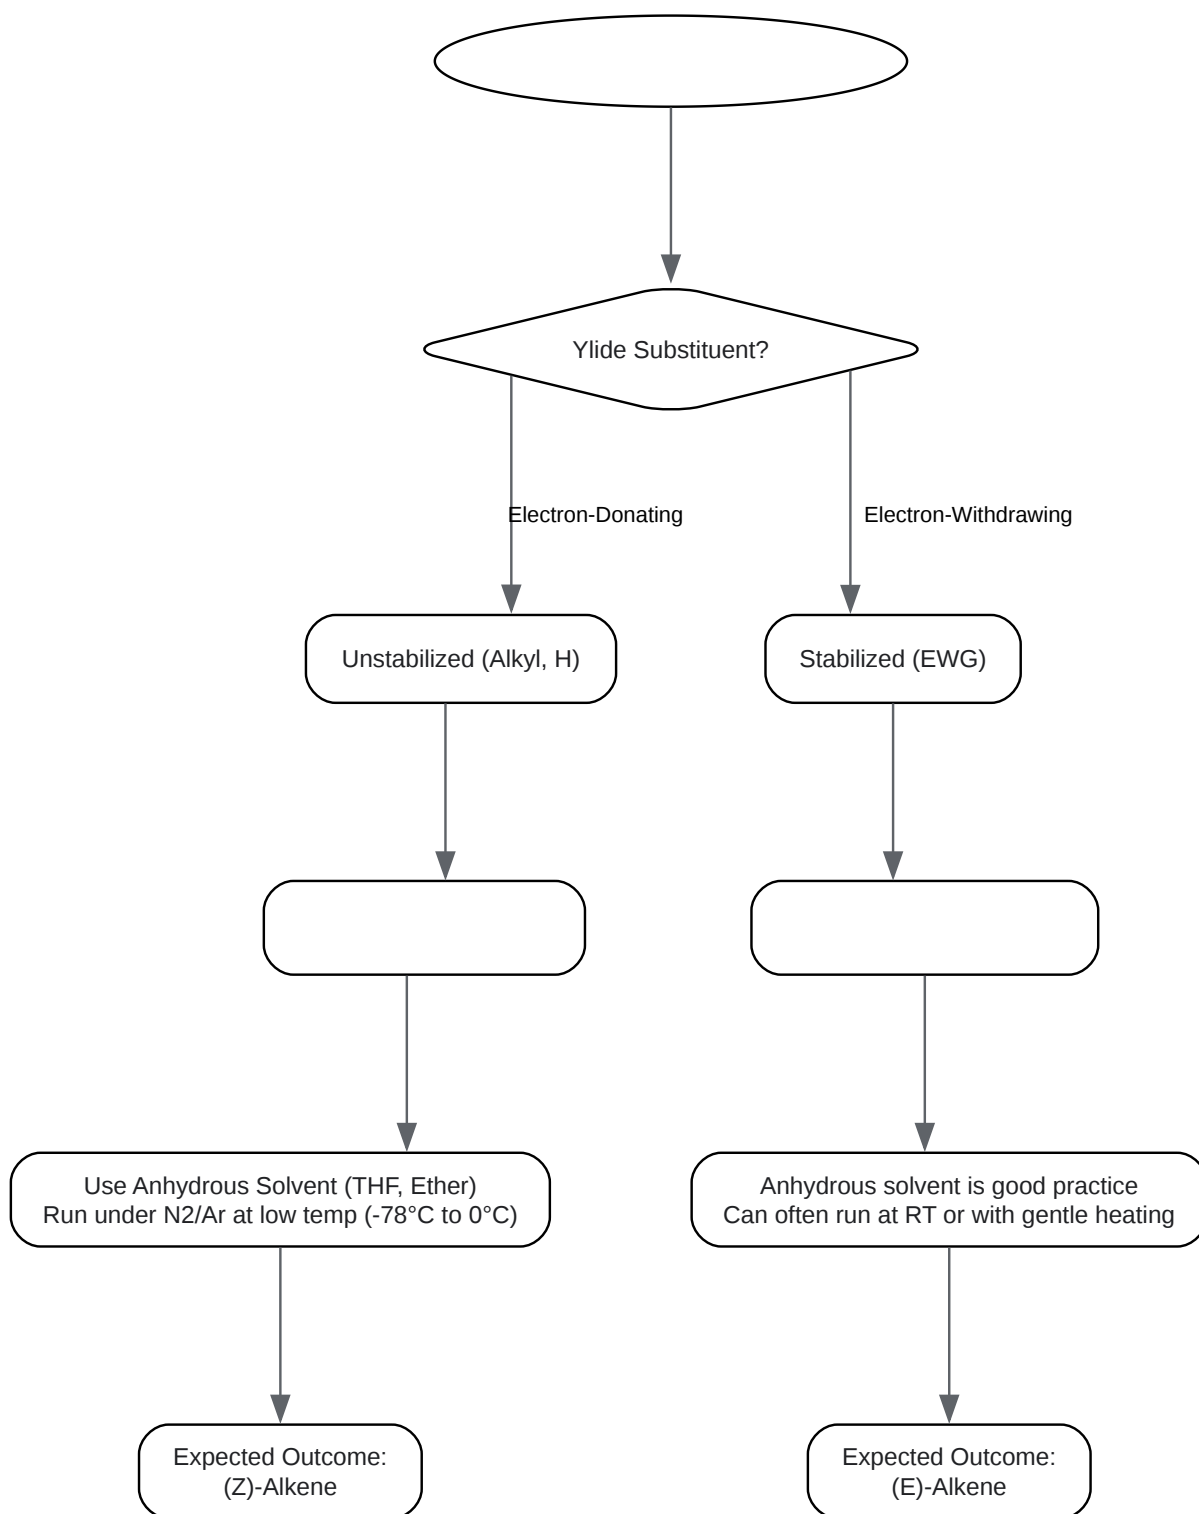 Ylide Substituent?
Electron-Donating
Electron-Withdrawing
Unstabilized (Alkyl, H)
Stabilized (EWG)
Use Anhydrous Solvent (THF, Ether)
Run under N2/Ar at low temp (-78°C to 0°C)
Anhydrous solvent is good practice
Can often run at RT or with gentle heating
Expected Outcome:
(Z)-Alkene
Expected Outcome:
(E)-Alkene